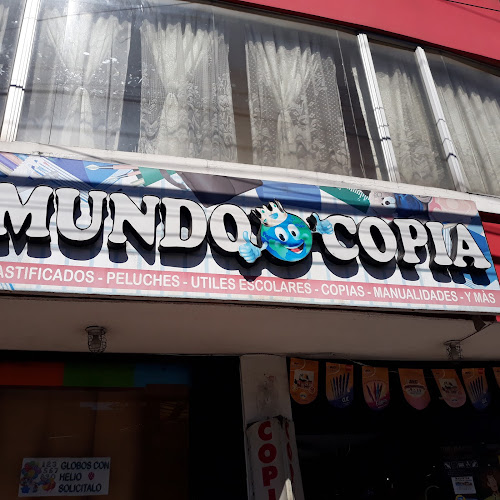 MUNDO COPIA
ASTIFICADOS - PELUCHES - UTILES ESCOLARES - COPIAS - MANUALIDADES - Y MÁS
GLOBOS CON
HELIO
SOLICITALO
COPI